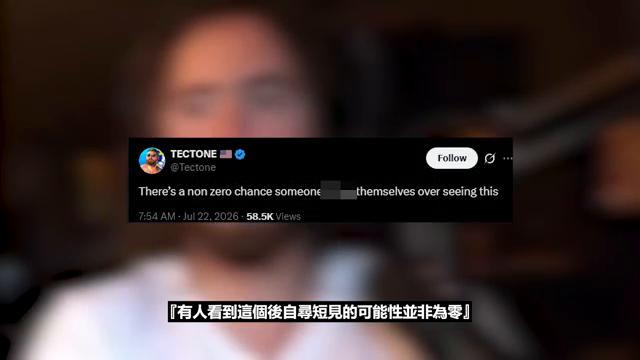 TECTONE
@Tectone
Follow
There's a non zero chance someone themselves over seeing this
7:54 AM · Jul 22, 2026 · 58.5K Views
『有人看到這個後自尋短見的可能性並非為零』